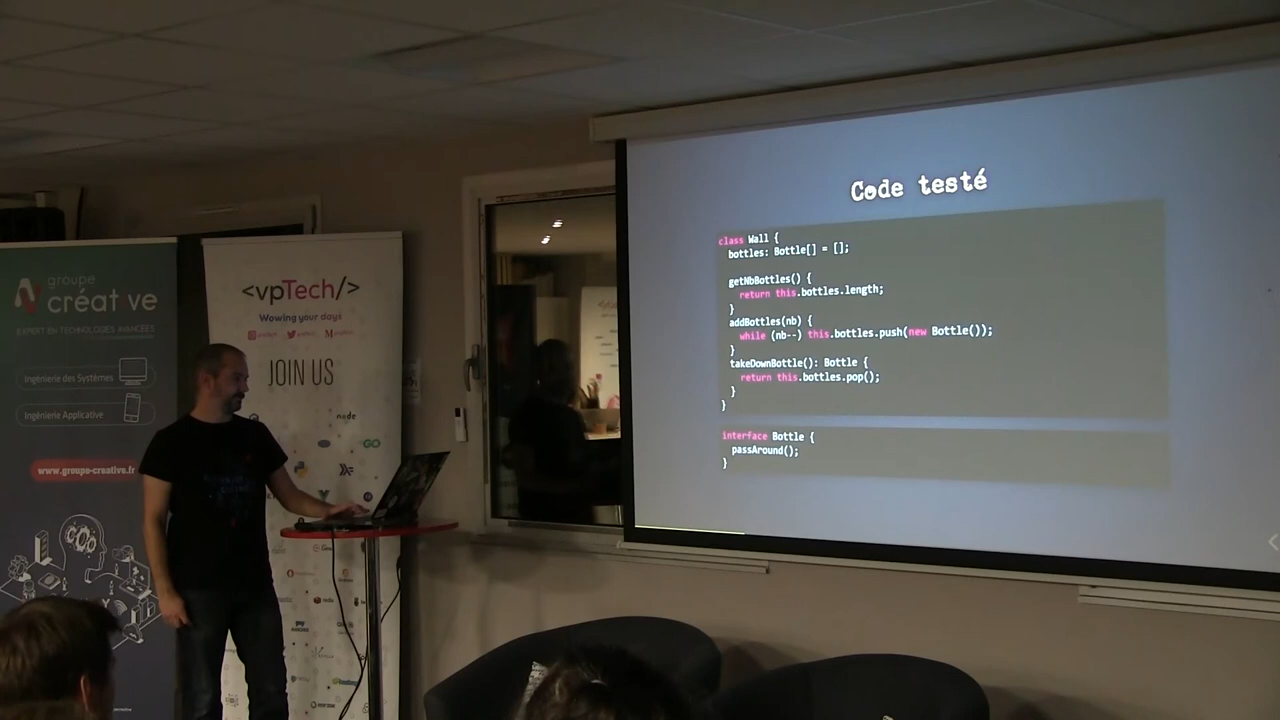 groupe
créat ve
EXPERT EN TECHNOLOGIES AVANCÉES
Ingénierie des Systèmes
Ingénierie Applicative
www.groupe-creative.fr
<vpTech/>
Wowing your days
JOIN US
node
GO
Code testé
class Wall {
bottles: Bottle[] = [];
getNbBottles() {
return this.bottles.length;
}
addBottles(nb) {
while (nb--) this.bottles.push(new Bottle());
}
takeDownBottle(): Bottle {
return this.bottles.pop();
}
}
interface Bottle {
passAround();
}